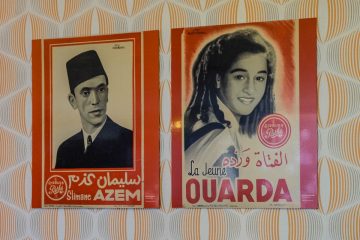 سليمان عزم
Slimane
AZEM
الفتاة وردة
La Jeune
OUARDA